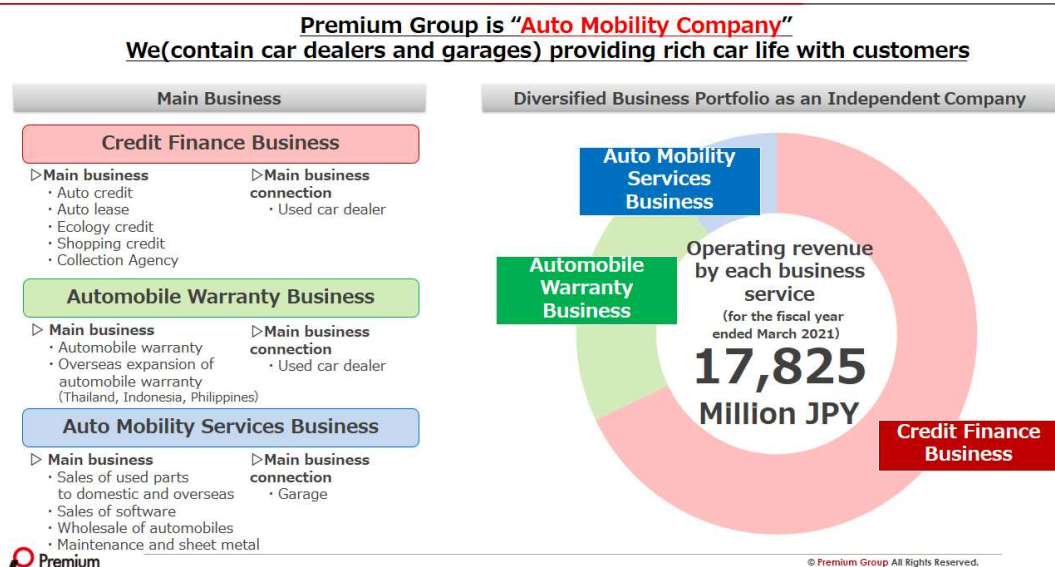 Premium Group is “Auto Mobility Company”
We(contain car dealers and garages) providing rich car life with customers
Main Business
Credit Finance Business
▷Main business
・Auto credit
・Auto lease
・Ecology credit
・Shopping credit
・Collection Agency
▷Main business
connection
・Used car dealer
Automobile Warranty Business
▷ Main business
・Automobile warranty
・Overseas expansion of
automobile warranty
(Thailand, Indonesia, Philippines)
▷Main business
connection
・Used car dealer
Auto Mobility Services Business
▷ Main business
・Sales of used parts
to domestic and overseas
・Sales of software
・Wholesale of automobiles
・Maintenance and sheet metal
▷Main business
connection
・Garage
Diversified Business Portfolio as an Independent Company
Auto Mobility
Services
Business
Automobile
Warranty
Business
Operating revenue
by each business
service
(for the fiscal year
ended March 2021)
17,825
Million JPY
Credit Finance
Business
Premium
© Premium Group All Rights Reserved.